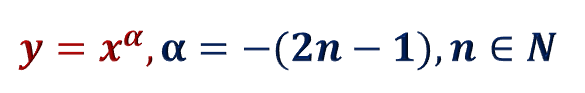 y = x^α, α = −(2n − 1), n ∈ N